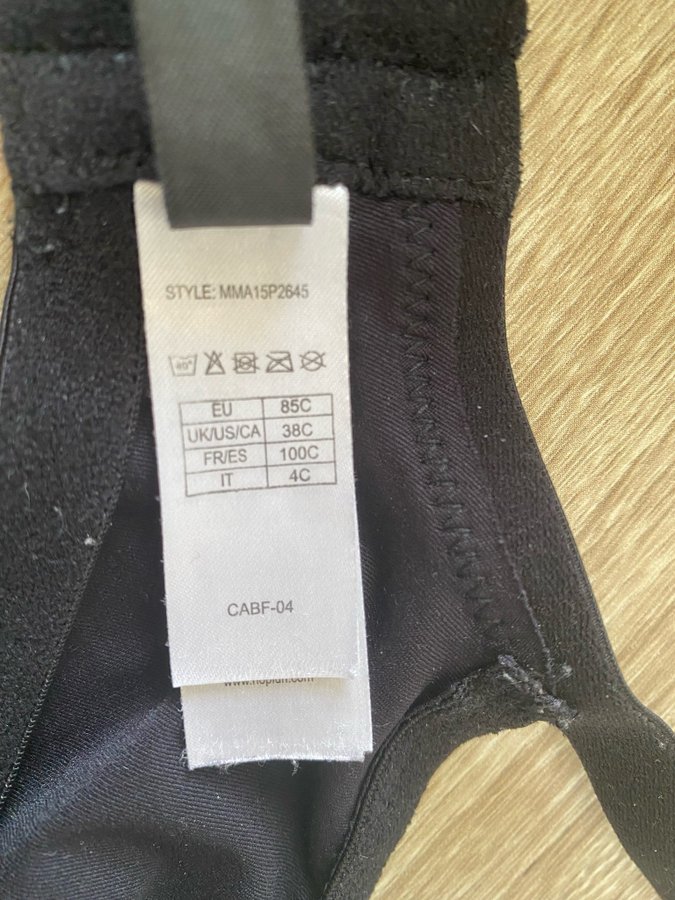 STYLE: MMA15P2645
40°
EU 85C
UK/US/CA 38C
FR/ES 100C
IT 4C
CABF-04